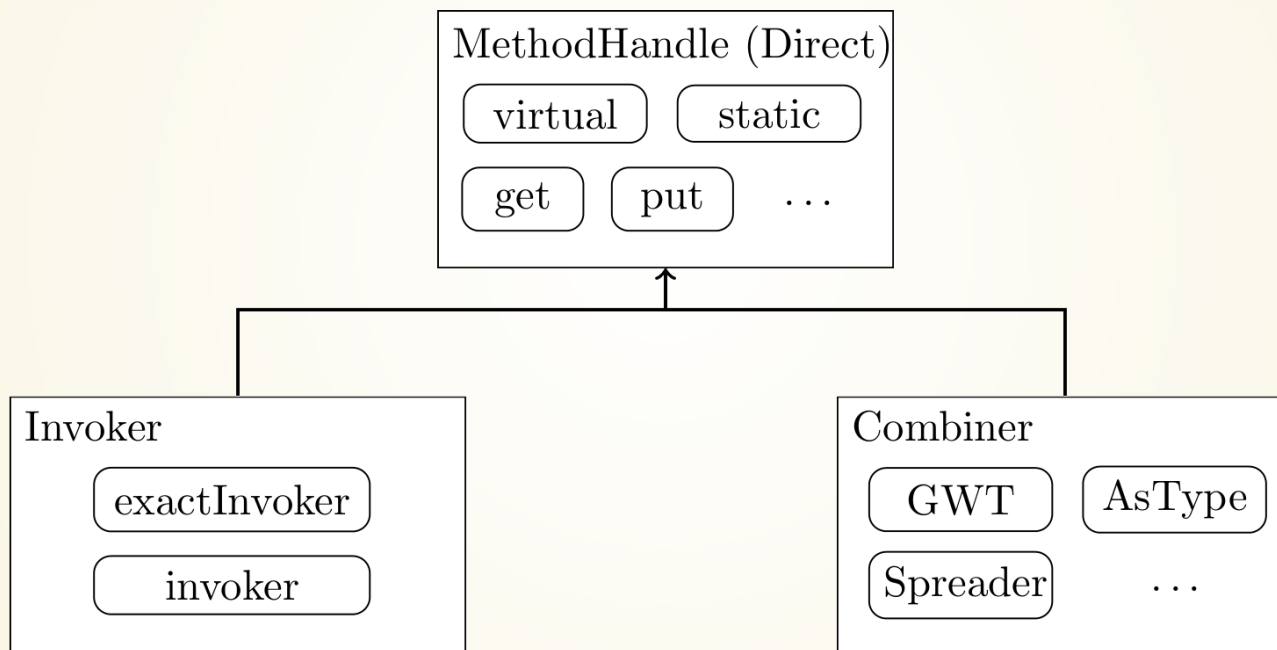 MethodHandle (Direct)
virtual static
get put ...
Invoker
exactInvoker
invoker
Combiner
GWT AsType
Spreader ...